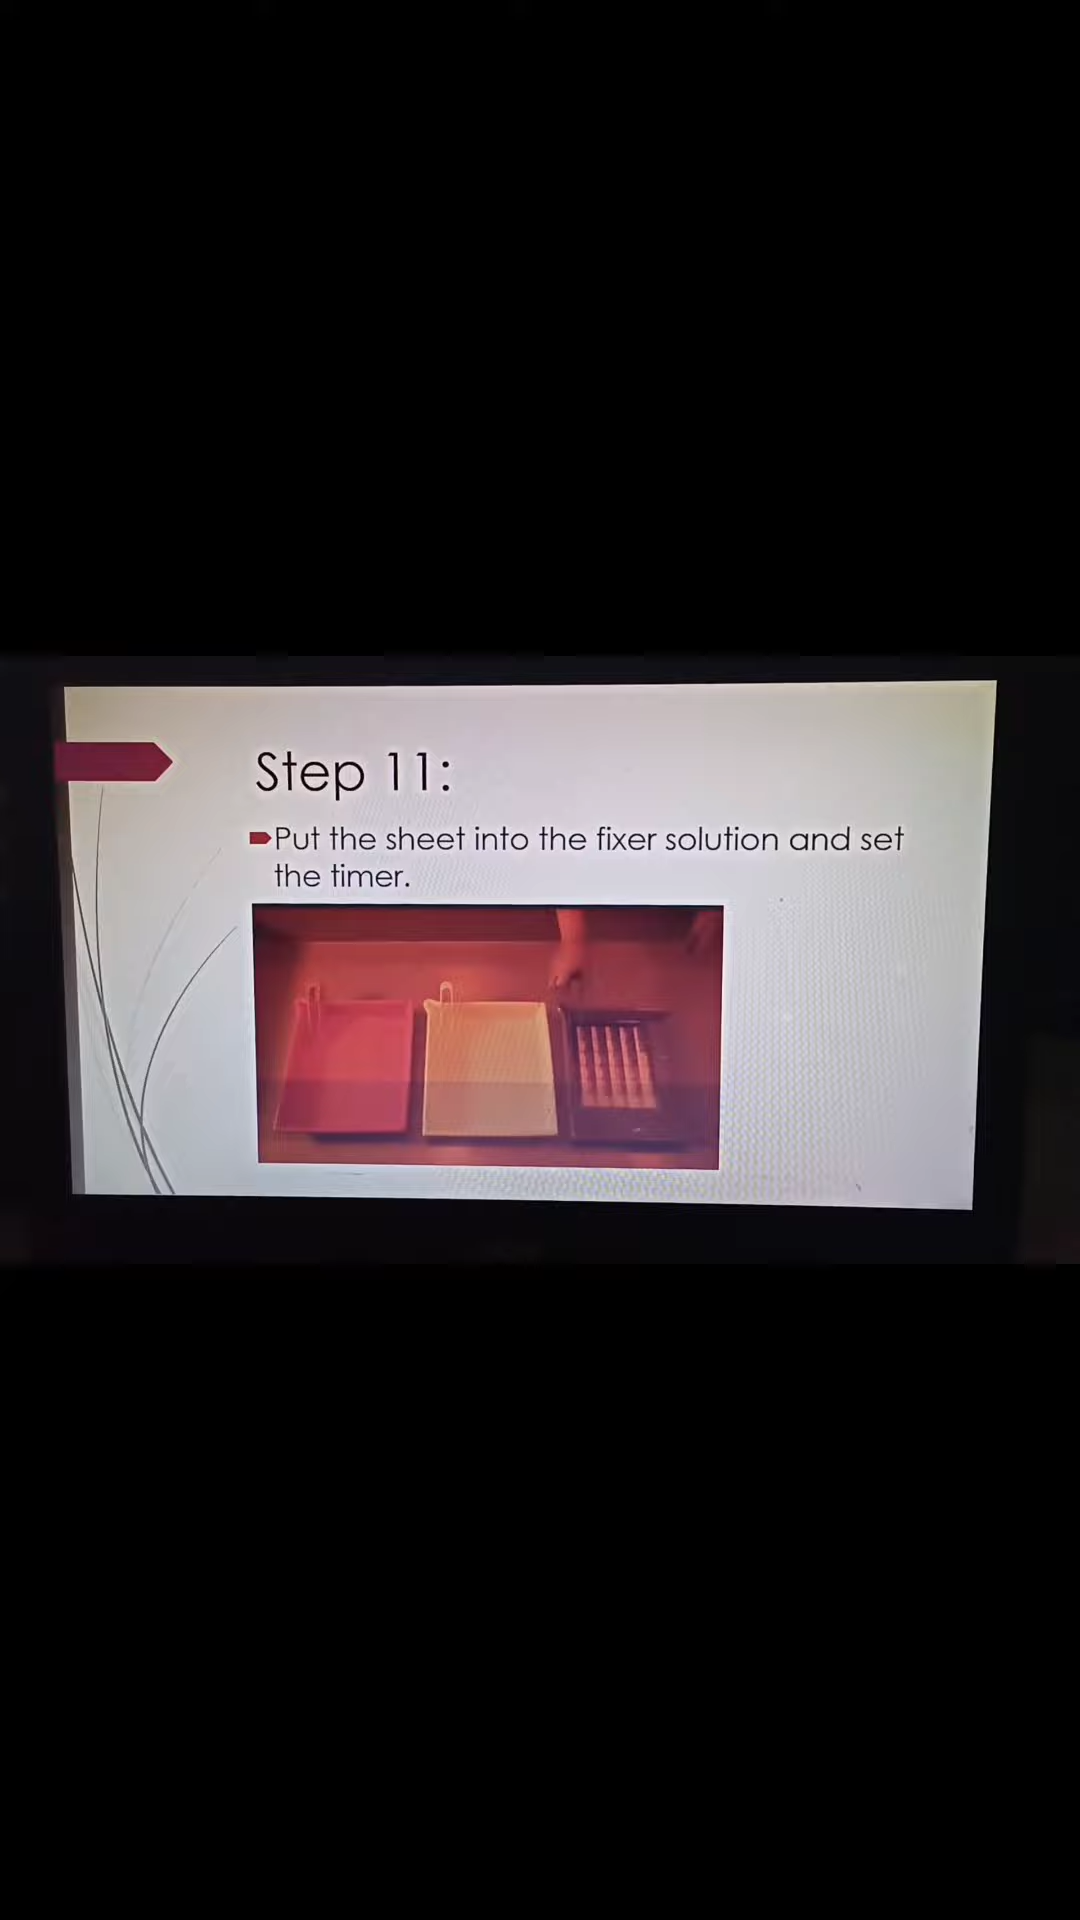 Step 11:
Put the sheet into the fixer solution and set
the timer.